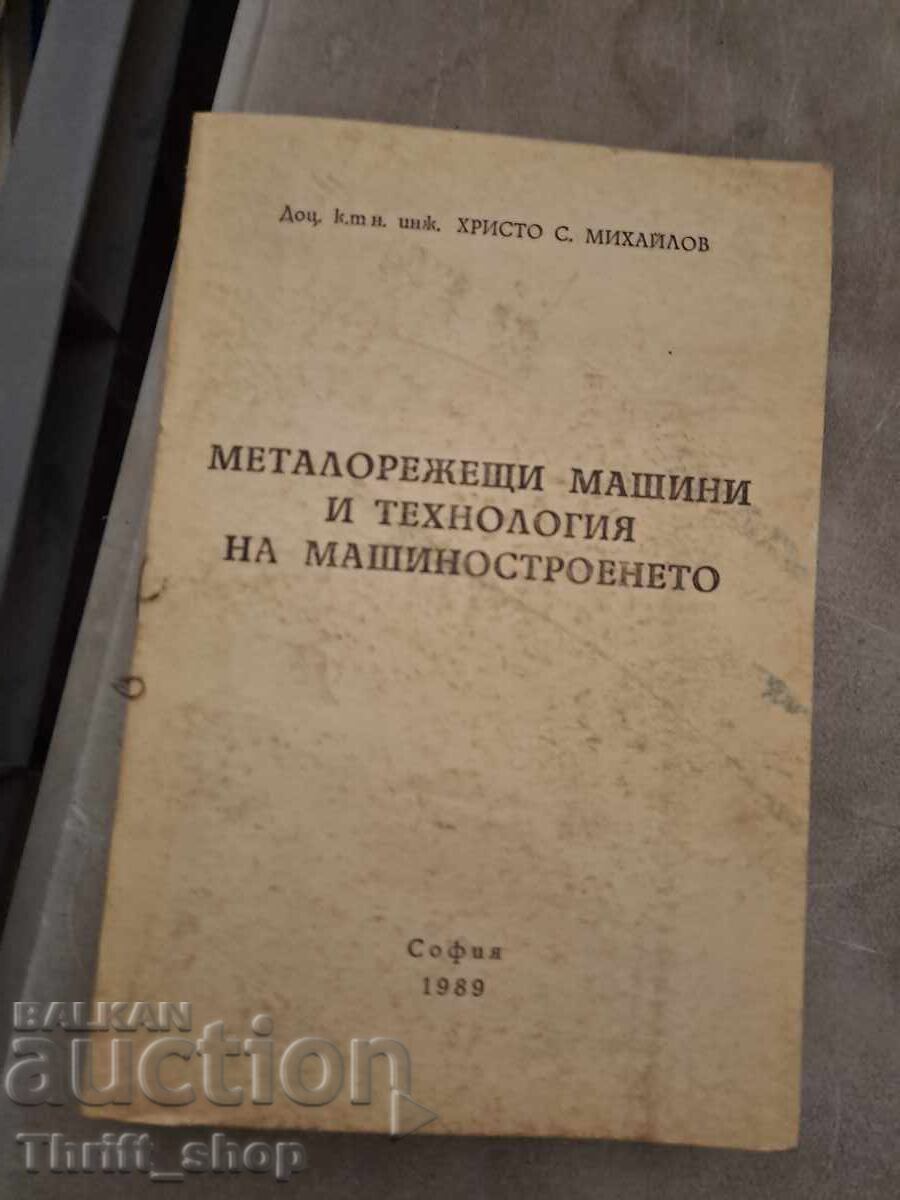 Доц. к.т н. инж. ХРИСТО С. МИХАЙЛОВ
МЕТАЛОРЕЖЕЩИ МАШИНИ
И ТЕХНОЛОГИЯ
НА МАШИНОСТРОЕНЕТО
София
1989
BALKAN
auction
Thrift_shop